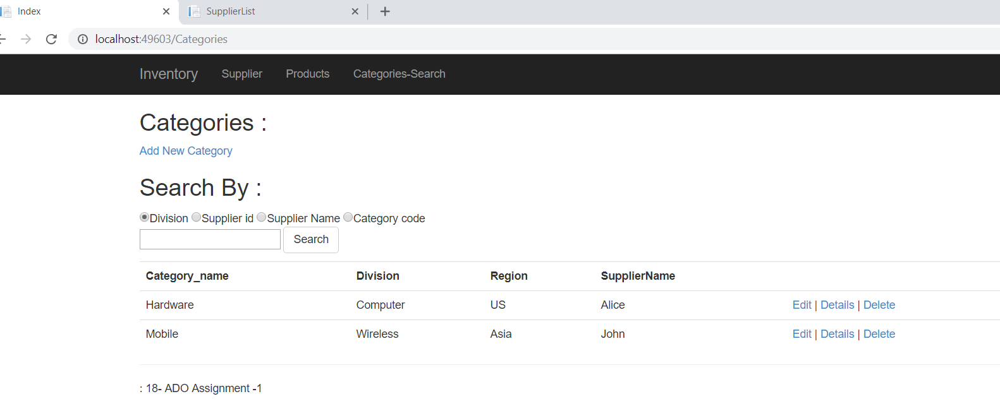 Index SupplierList
localhost:49603/Categories
Inventory Supplier Products Categories-Search
Categories :
Add New Category
Search By :
Division Supplier id Supplier Name Category code
Search
Category_name Division Region SupplierName
Hardware Computer US Alice Edit | Details | Delete
Mobile Wireless Asia John Edit | Details | Delete
: 18- ADO Assignment -1